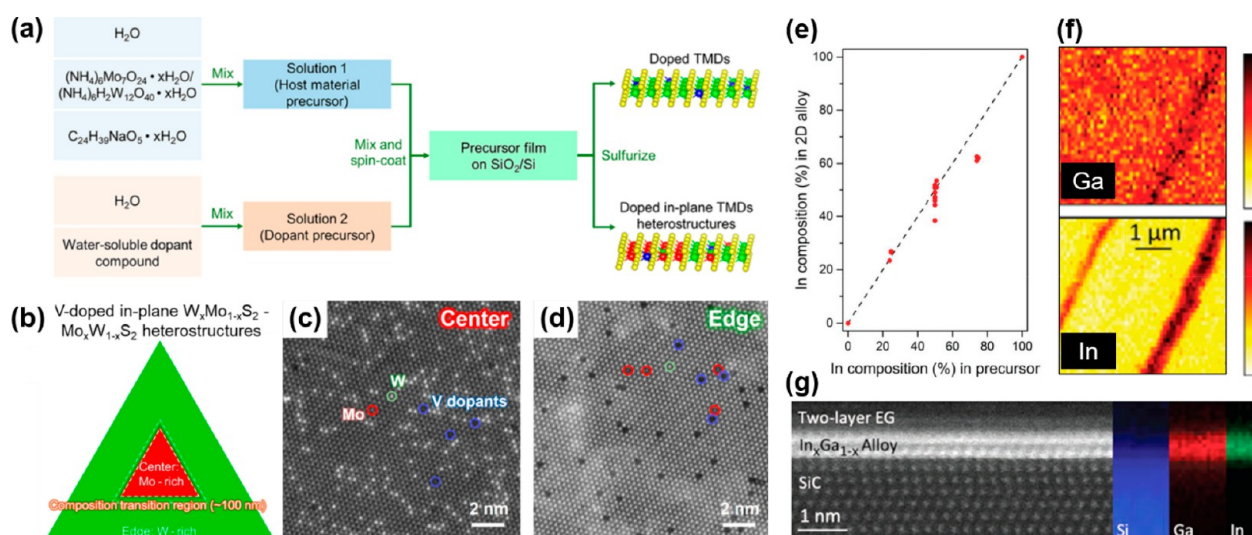 (a)
H₂O
(NH₄)₆Mo₇O₂₄ • xH₂O/
(NH₄)₆H₂W₁₂O₄₀ • xH₂O
C₂₄H₃₉NaO₅ • xH₂O
Mix
Solution 1
(Host material
precursor)
H₂O
Water-soluble dopant
compound
Mix
Solution 2
(Dopant precursor)
Mix and
spin-coat
Precursor film
on SiO₂/Si
Sulfurize
Doped TMDs
Doped in-plane TMDs
heterostructures
(b)
V-doped in-plane WₓMo₁₋ₓS₂ -
MoₓW₁₋ₓS₂ heterostructures
Center:
Mo - rich
Composition transition region (~100 nm)
Edge: W - rich
(c)
Center
W
Mo
V dopants
2 nm
(d)
Edge
2 nm
(e)
In composition (%) in 2D alloy
100
80
60
40
20
0
0 20 40 60 80 100
In composition (%) in precursor
(f)
Ga
1 µm
In
(g)
Two-layer EG
InₓGa₁₋ₓ Alloy
SiC
1 nm
Si
Ga
In